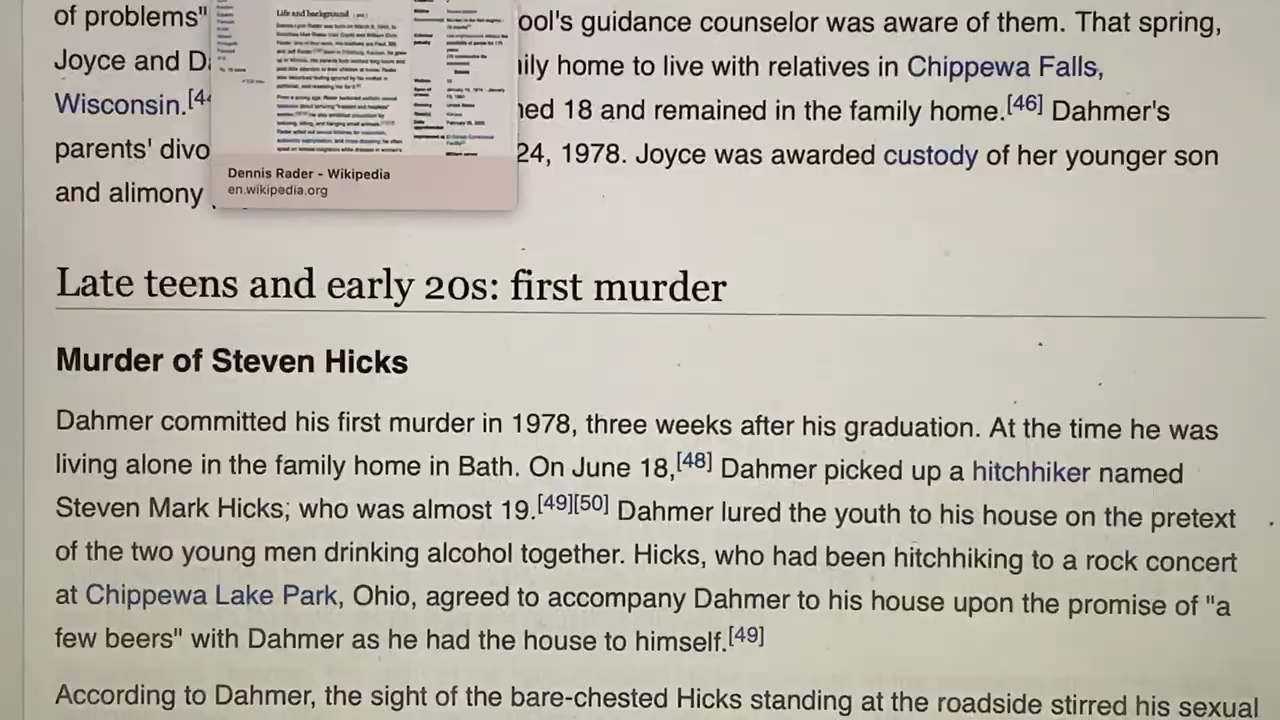 of problems" ool's guidance counselor was aware of them. That spring,
Joyce and D ily home to live with relatives in Chippewa Falls,
Wisconsin.[4 ned 18 and remained in the family home.[46] Dahmer's
parents' divo 24, 1978. Joyce was awarded custody of her younger son
and alimony
Life and background
Dennis Rader - Wikipedia
en.wikipedia.org
Late teens and early 20s: first murder
Murder of Steven Hicks
Dahmer committed his first murder in 1978, three weeks after his graduation. At the time he was
living alone in the family home in Bath. On June 18,[48] Dahmer picked up a hitchhiker named
Steven Mark Hicks; who was almost 19.[49][50] Dahmer lured the youth to his house on the pretext
of the two young men drinking alcohol together. Hicks, who had been hitchhiking to a rock concert
at Chippewa Lake Park, Ohio, agreed to accompany Dahmer to his house upon the promise of "a
few beers" with Dahmer as he had the house to himself.[49]
According to Dahmer, the sight of the bare-chested Hicks standing at the roadside stirred his sexual